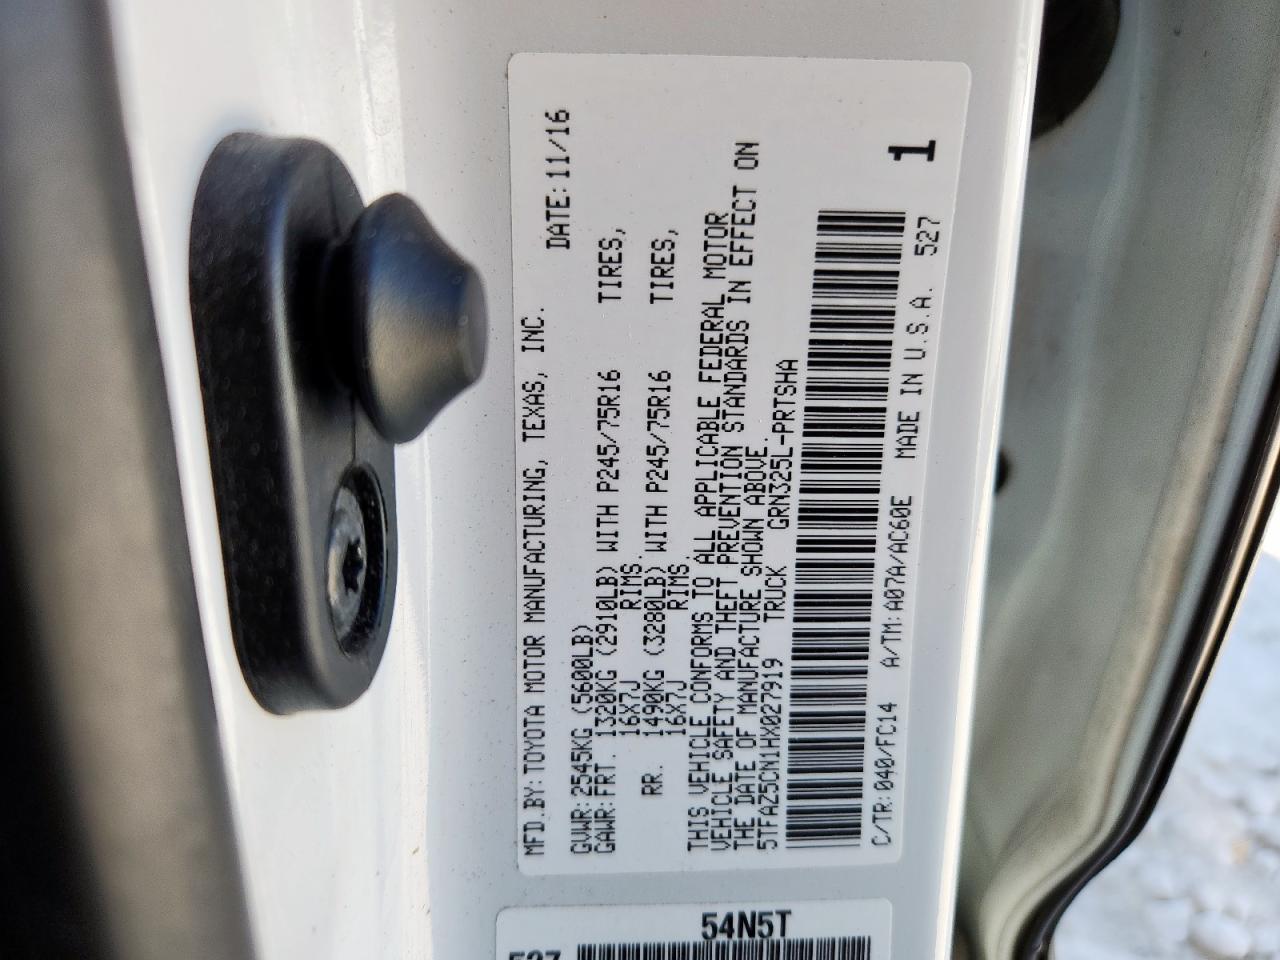 MFD.BY:TOYOTA MOTOR MANUFACTURING, TEXAS, INC.
DATE:11/16
GVWR:2545KG (5600LB)
GAWR:FRT. 1320KG (2910LB) WITH P245/75R16 TIRES,
16X7J RIMS.
RR. 1490KG (3280LB) WITH P245/75R16 TIRES,
16X7J RIMS.
THIS VEHICLE CONFORMS TO ALL APPLICABLE FEDERAL MOTOR
VEHICLE SAFETY AND THEFT PREVENTION STANDARDS IN EFFECT ON
THE DATE OF MANUFACTURE SHOWN ABOVE.
5TFAZ5CN1HX027919 TRUCK GRN325L-PRTSHA
1
C/TR:040/FC14 A/TM:A07A/AC60E MADE IN U.S.A. 527
54N5T
527